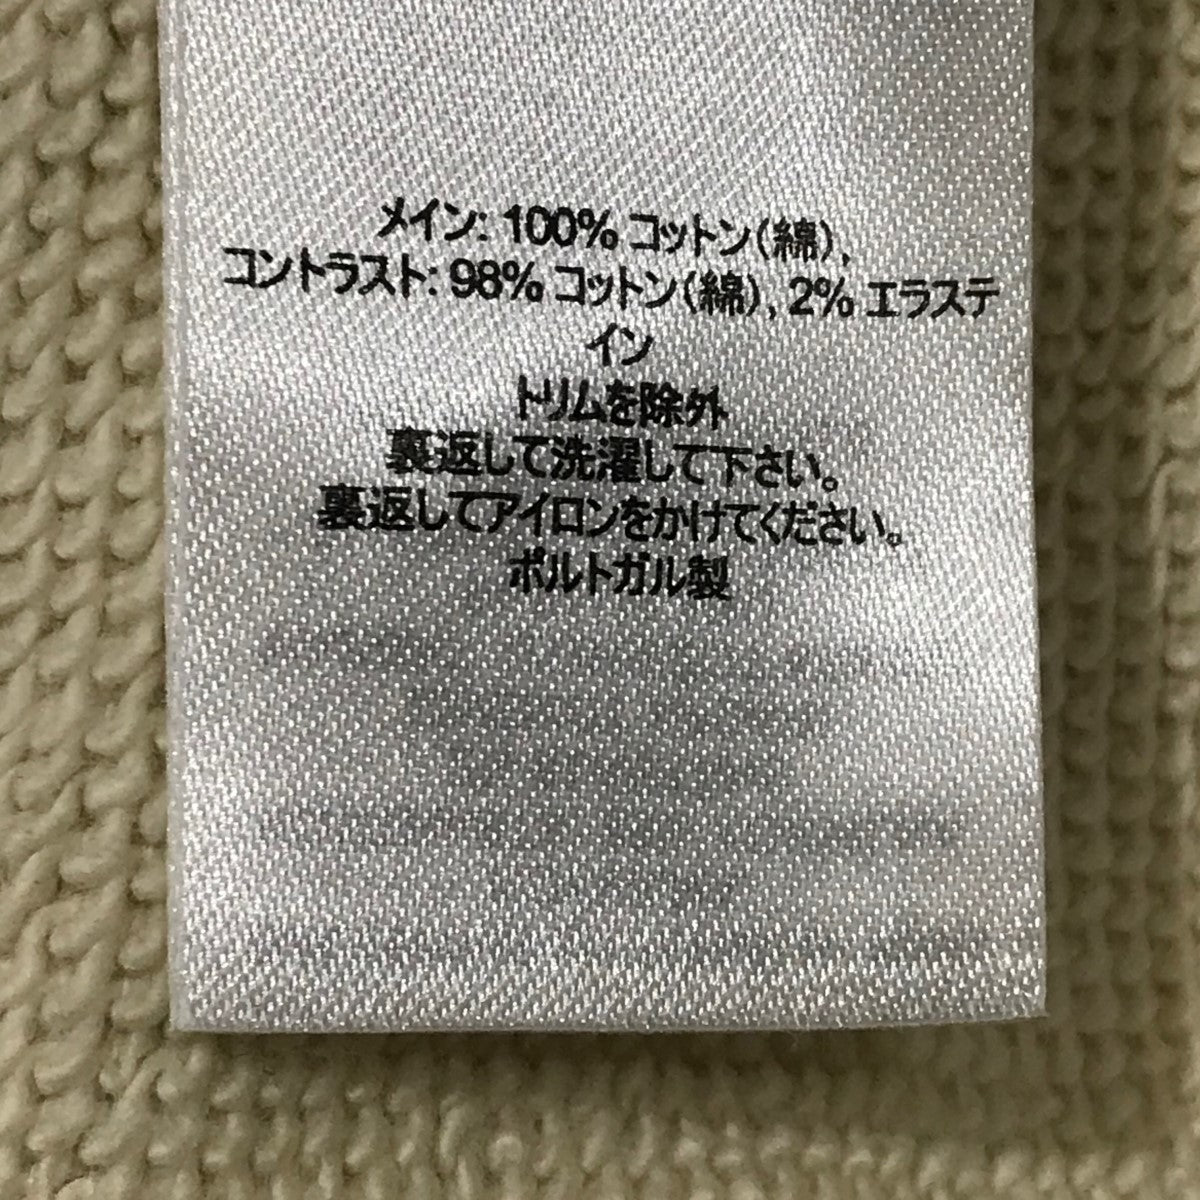 メイン: 100% コットン(綿),
コントラスト: 98% コットン(綿), 2% エラステ
イン
トリムを除外
裏返して洗濯して下さい。
裏返してアイロンをかけてください。
ポルトガル製